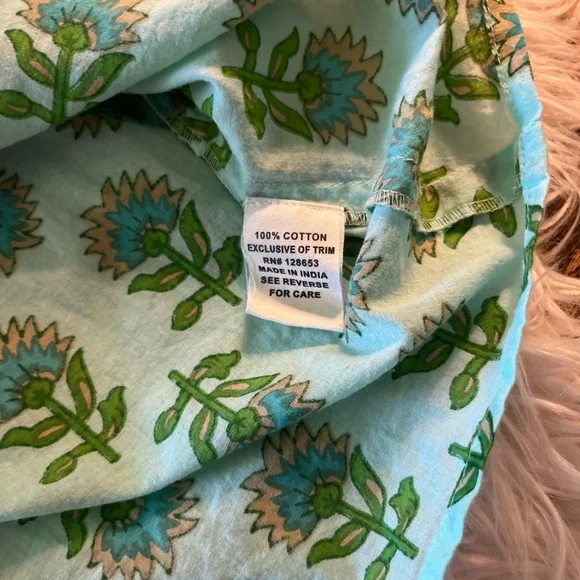 100% COTTON
EXCLUSIVE OF TRIM
RN# 128653
MADE IN INDIA
SEE REVERSE
FOR CARE